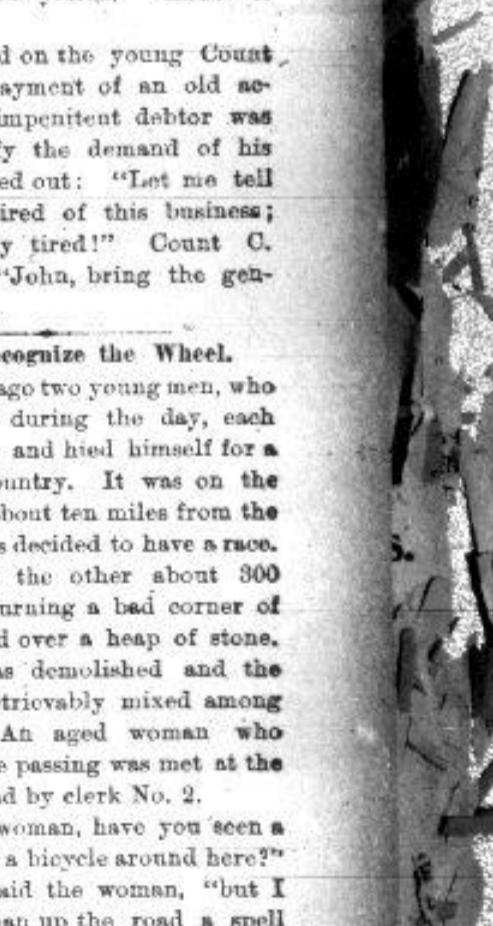 d on the young Count
ayment of an old ac-
impenitent debtor was
fy the demand of his
ed out: "Let me tell
ired of this business;
y tired!" Count C.
"John, bring the gen-
ecognize the Wheel.
ago two young men, who
during the day, each
and hied himself for a
ountry. It was on the
bout ten miles from the
s decided to have a race.
the other about 300
urning a bad corner of
d over a heap of stone.
as demolished and the
trievably mixed among
An aged woman who
e passing was met at the
d by clerk No. 2.
woman, have you seen a
a bicycle around here?"
aid the woman, "but I
an up the road a spell
S.